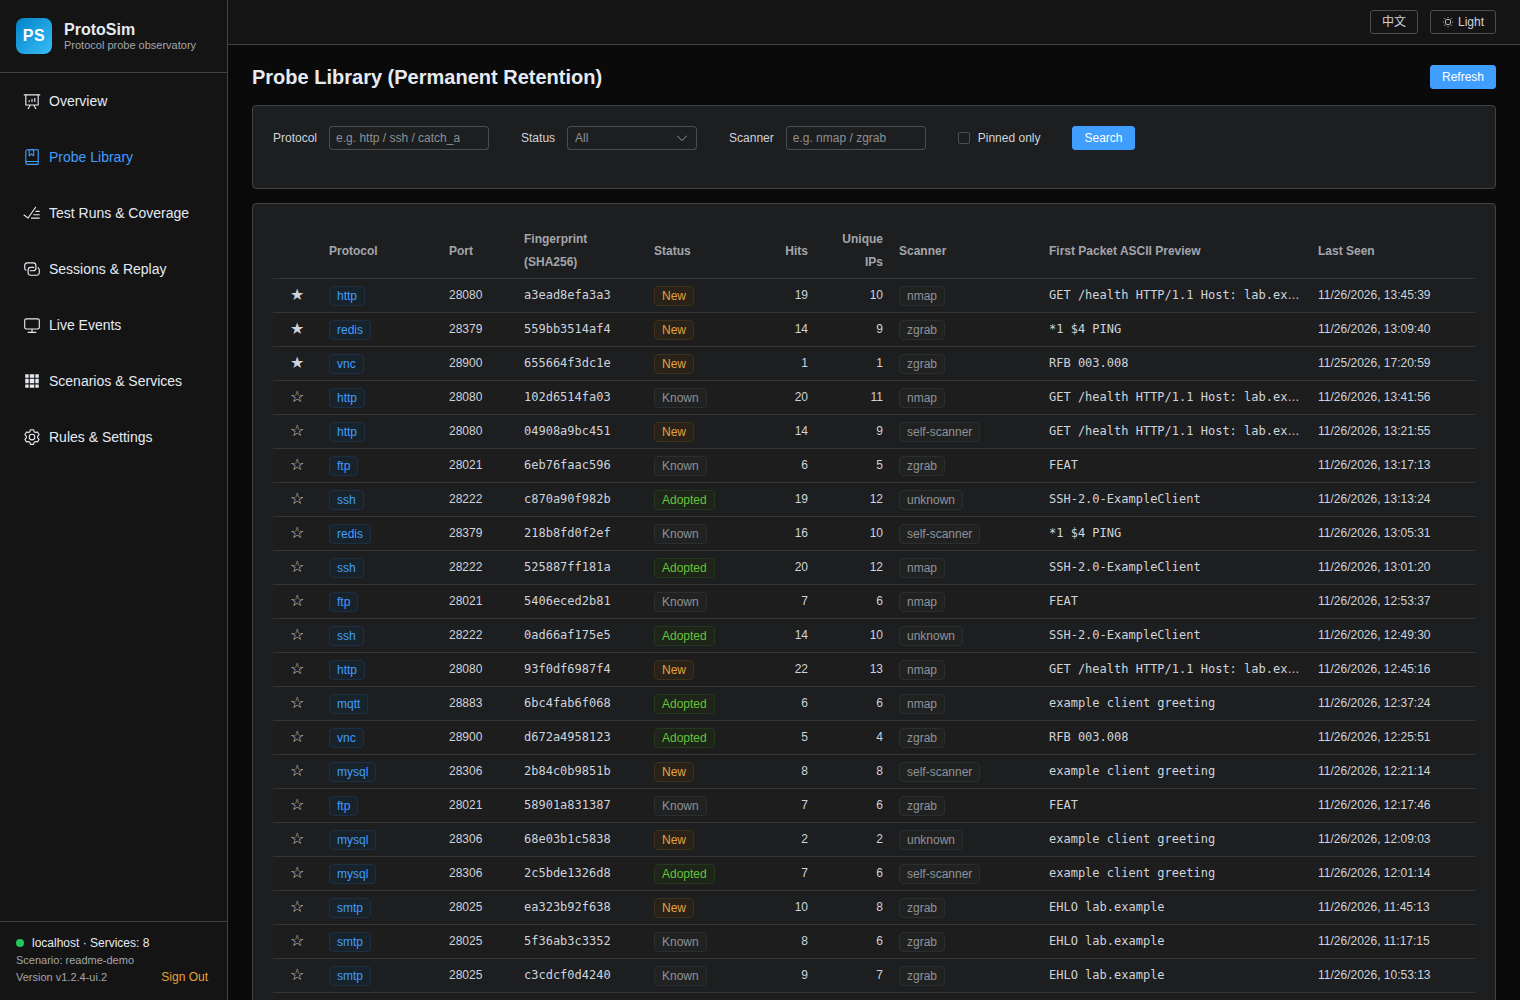 PS
ProtoSim
Protocol probe observatory
中文
Light
Overview
Probe Library
Test Runs & Coverage
Sessions & Replay
Live Events
Scenarios & Services
Rules & Settings
localhost · Services: 8
Scenario: readme-demo
Version v1.2.4-ui.2 Sign Out
Probe Library (Permanent Retention)
Refresh
Protocol e.g. http / ssh / catch_a Status All Scanner e.g. nmap / zgrab Pinned only Search
Protocol Port Fingerprint (SHA256) Status Hits Unique IPs Scanner First Packet ASCII Preview Last Seen
★ http 28080 a3ead8efa3a3 New 19 10 nmap GET /health HTTP/1.1 Host: lab.ex… 11/26/2026, 13:45:39
★ redis 28379 559bb3514af4 New 14 9 zgrab *1 $4 PING 11/26/2026, 13:09:40
★ vnc 28900 655664f3dc1e New 1 1 zgrab RFB 003.008 11/25/2026, 17:20:59
☆ http 28080 102d6514fa03 Known 20 11 nmap GET /health HTTP/1.1 Host: lab.ex… 11/26/2026, 13:41:56
☆ http 28080 04908a9bc451 New 14 9 self-scanner GET /health HTTP/1.1 Host: lab.ex… 11/26/2026, 13:21:55
☆ ftp 28021 6eb76faac596 Known 6 5 zgrab FEAT 11/26/2026, 13:17:13
☆ ssh 28222 c870a90f982b Adopted 19 12 unknown SSH-2.0-ExampleClient 11/26/2026, 13:13:24
☆ redis 28379 218b8fd0f2ef Known 16 10 self-scanner *1 $4 PING 11/26/2026, 13:05:31
☆ ssh 28222 525887ff181a Adopted 20 12 nmap SSH-2.0-ExampleClient 11/26/2026, 13:01:20
☆ ftp 28021 5406eced2b81 Known 7 6 nmap FEAT 11/26/2026, 12:53:37
☆ ssh 28222 0ad66af175e5 Adopted 14 10 unknown SSH-2.0-ExampleClient 11/26/2026, 12:49:30
☆ http 28080 93f0df6987f4 New 22 13 nmap GET /health HTTP/1.1 Host: lab.ex… 11/26/2026, 12:45:16
☆ mqtt 28883 6bc4fab6f068 Adopted 6 6 nmap example client greeting 11/26/2026, 12:37:24
☆ vnc 28900 d672a4958123 Adopted 5 4 zgrab RFB 003.008 11/26/2026, 12:25:51
☆ mysql 28306 2b84c0b9851b New 8 8 self-scanner example client greeting 11/26/2026, 12:21:14
☆ ftp 28021 58901a831387 Known 7 6 zgrab FEAT 11/26/2026, 12:17:46
☆ mysql 28306 68e03b1c5838 New 2 2 unknown example client greeting 11/26/2026, 12:09:03
☆ mysql 28306 2c5bde1326d8 Adopted 7 6 self-scanner example client greeting 11/26/2026, 12:01:14
☆ smtp 28025 ea323b92f638 New 10 8 zgrab EHLO lab.example 11/26/2026, 11:45:13
☆ smtp 28025 5f36ab3c3352 Known 8 6 zgrab EHLO lab.example 11/26/2026, 11:17:15
☆ smtp 28025 c3cdcf0d4240 Known 9 7 zgrab EHLO lab.example 11/26/2026, 10:53:13